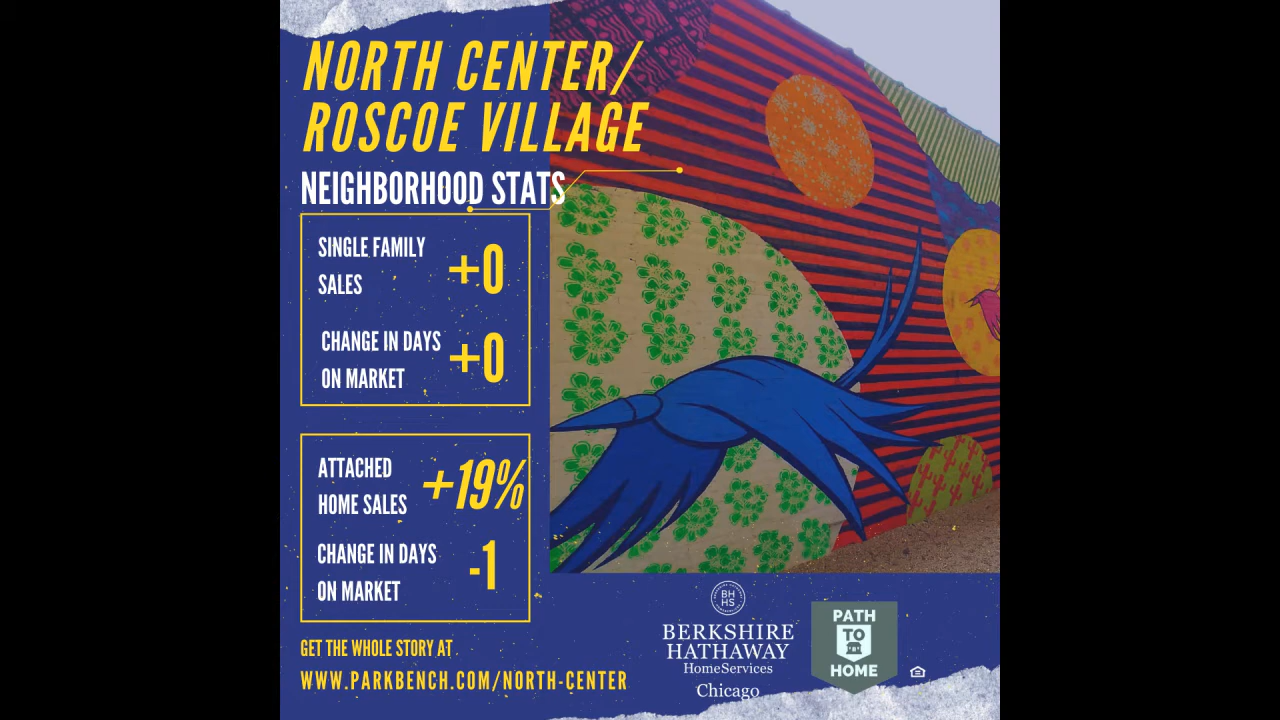 NORTH CENTER/
ROSCOE VILLAGE
NEIGHBORHOOD STATS
SINGLE FAMILY
SALES
+0
CHANGE IN DAYS
ON MARKET
+0
ATTACHED
HOME SALES
+19%
CHANGE IN DAYS
ON MARKET
-1
GET THE WHOLE STORY AT
WWW.PARKBENCH.COM/NORTH-CENTER
BH
HS
BERKSHIRE
HATHAWAY
HomeServices
Chicago
PATH
TO
HOME